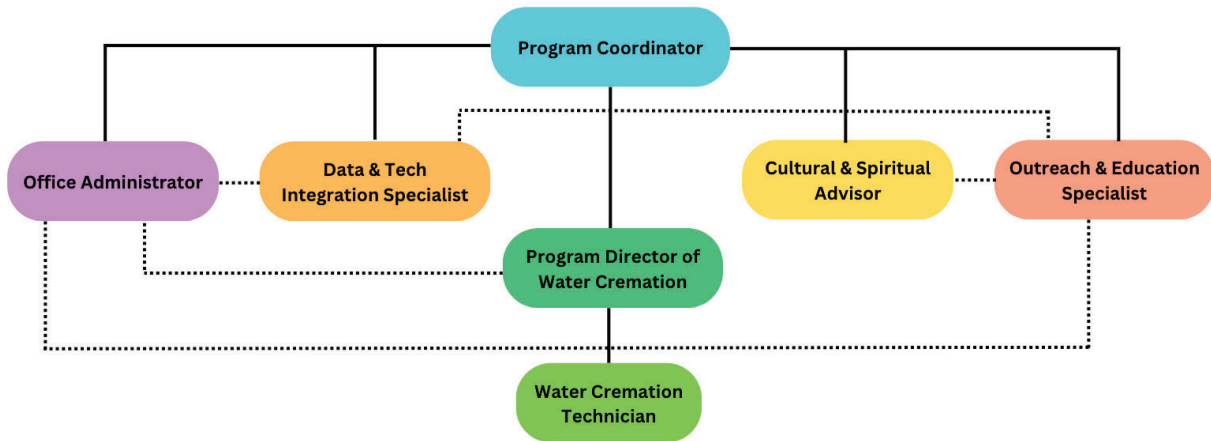 Program Coordinator
Office Administrator
Data & Tech
Integration Specialist
Cultural & Spiritual
Advisor
Outreach & Education
Specialist
Program Director of
Water Cremation
Water Cremation
Technician